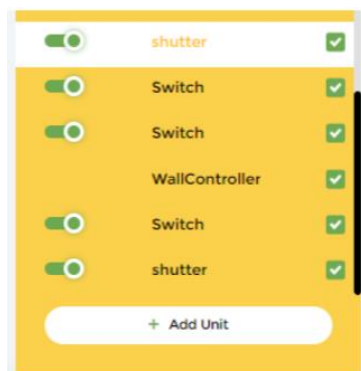 shutter
Switch
Switch
WallController
Switch
shutter
+ Add Unit